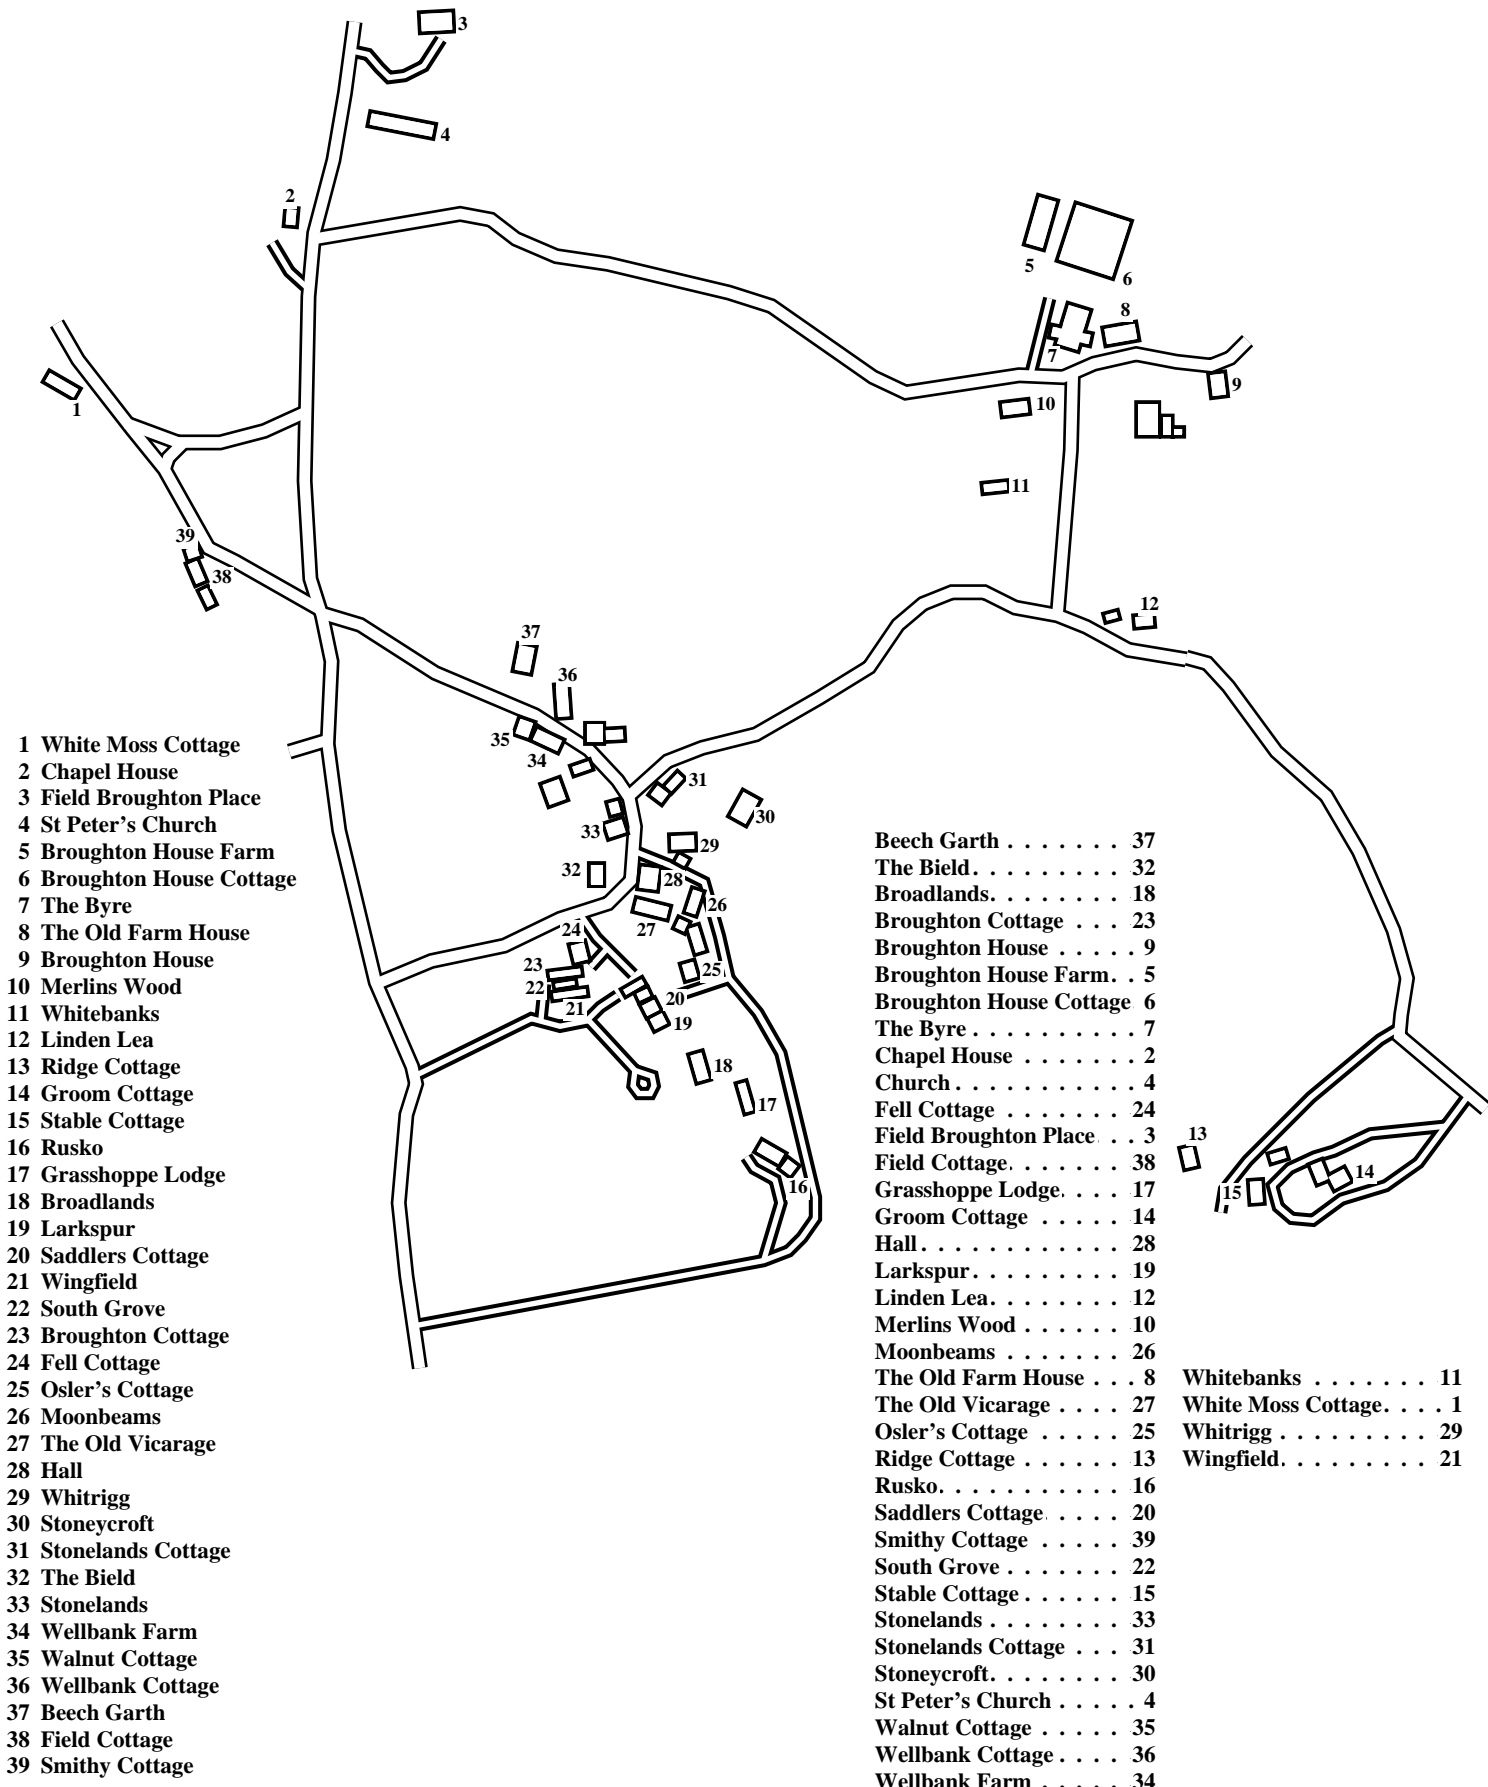 3
4
2
5
6
8
7
9
1
10
11
39
38
12
37
36
35
34
31
30
33
29
32
28
26
27
24
23
25
22
20
21
19
18
17
13
14
15
16
1 White Moss Cottage
2 Chapel House
3 Field Broughton Place
4 St Peter's Church
5 Broughton House Farm
6 Broughton House Cottage
7 The Byre
8 The Old Farm House
9 Broughton House
10 Merlins Wood
11 Whitebanks
12 Linden Lea
13 Ridge Cottage
14 Groom Cottage
15 Stable Cottage
16 Rusko
17 Grasshoppe Lodge
18 Broadlands
19 Larkspur
20 Saddlers Cottage
21 Wingfield
22 South Grove
23 Broughton Cottage
24 Fell Cottage
25 Osler's Cottage
26 Moonbeams
27 The Old Vicarage
28 Hall
29 Whitrigg
30 Stoneycroft
31 Stonelands Cottage
32 The Bield
33 Stonelands
34 Wellbank Farm
35 Walnut Cottage
36 Wellbank Cottage
37 Beech Garth
38 Field Cottage
39 Smithy Cottage
Beech Garth . . . . . . . 37
The Bield. . . . . . . . . 32
Broadlands. . . . . . . . 18
Broughton Cottage . . . 23
Broughton House . . . . 9
Broughton House Farm. . 5
Broughton House Cottage 6
The Byre . . . . . . . . . 7
Chapel House . . . . . . . 2
Church . . . . . . . . . . 4
Fell Cottage . . . . . . . 24
Field Broughton Place. . . 3
Field Cottage. . . . . . . 38
Grasshoppe Lodge. . . . 17
Groom Cottage . . . . . 14
Hall . . . . . . . . . . . . 28
Larkspur. . . . . . . . . 19
Linden Lea. . . . . . . . 12
Merlins Wood . . . . . . 10
Moonbeams . . . . . . . 26
The Old Farm House . . . 8
The Old Vicarage . . . . 27
Osler's Cottage . . . . . 25
Ridge Cottage . . . . . . 13
Rusko. . . . . . . . . . . 16
Saddlers Cottage. . . . . 20
Smithy Cottage . . . . . 39
South Grove . . . . . . . 22
Stable Cottage . . . . . . 15
Stonelands . . . . . . . . 33
Stonelands Cottage . . . 31
Stoneycroft. . . . . . . . 30
St Peter's Church . . . . . 4
Walnut Cottage . . . . . 35
Wellbank Cottage . . . . 36
Wellbank Farm . . . . . 34
Whitebanks . . . . . . . 11
White Moss Cottage. . . . 1
Whitrigg . . . . . . . . . 29
Wingfield. . . . . . . . . 21